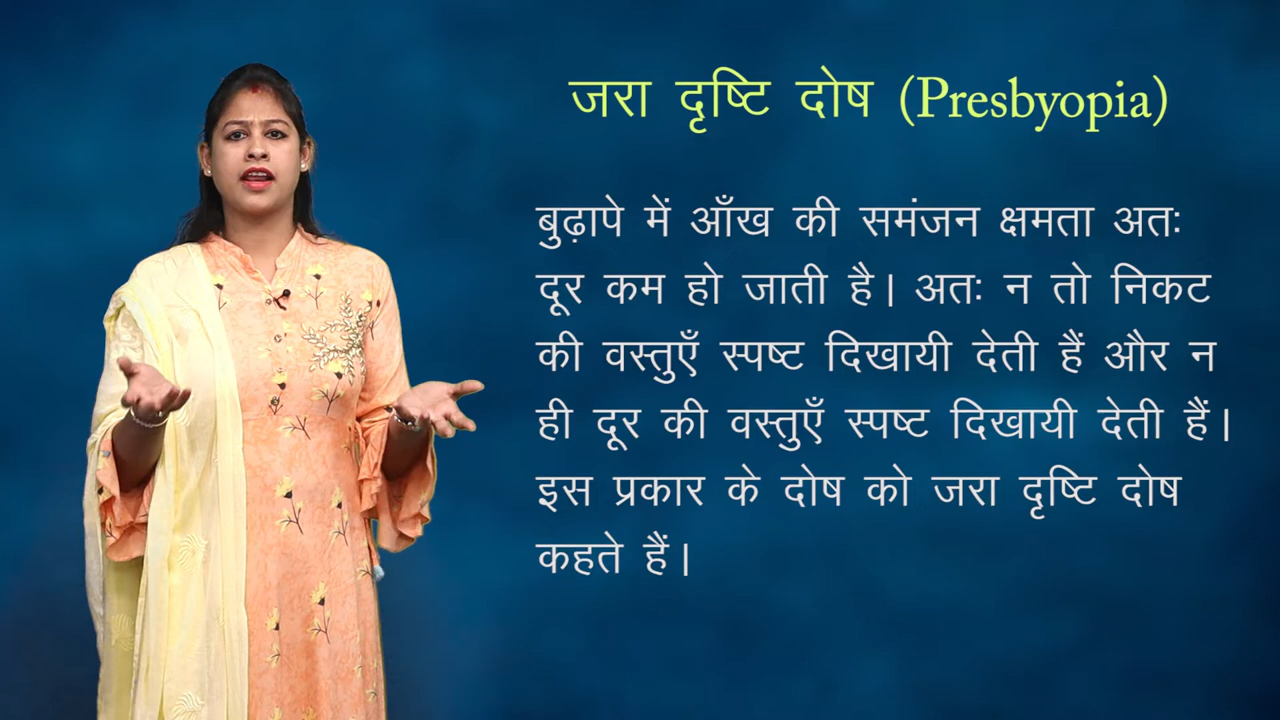 जरा दृष्टि दोष (Presbyopia)
बुढ़ापे में आँख की समंजन क्षमता अतः
दूर कम हो जाती है। अतः न तो निकट
की वस्तुएँ स्पष्ट दिखायी देती हैं और न
ही दूर की वस्तुएँ स्पष्ट दिखायी देती हैं।
इस प्रकार के दोष को जरा दृष्टि दोष
कहते हैं।